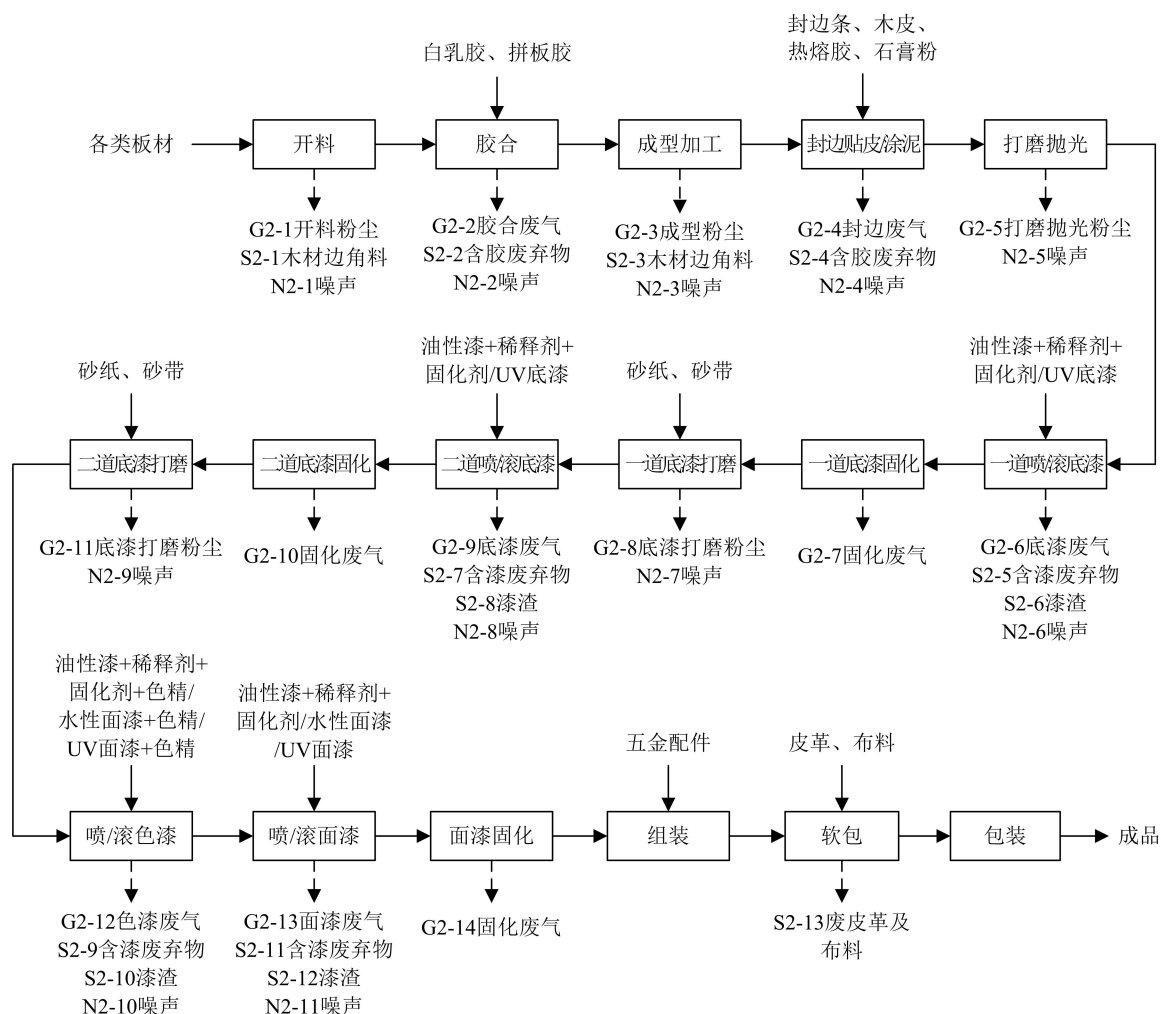 白乳胶、拼板胶
封边条、木皮、
热熔胶、石膏粉
各类板材
开料
胶合
成型加工
封边贴皮/涂泥
打磨抛光
G2-1开料粉尘
S2-1木材边角料
N2-1噪声
G2-2胶合废气
S2-2含胶废弃物
N2-2噪声
G2-3成型粉尘
S2-3木材边角料
N2-3噪声
G2-4封边废气
S2-4含胶废弃物
N2-4噪声
G2-5打磨抛光粉尘
N2-5噪声
油性漆+稀释剂+
固化剂/UV底漆
一道喷/滚底漆
G2-6底漆废气
S2-5含漆废弃物
S2-6漆渣
N2-6噪声
一道底漆固化
G2-7固化废气
砂纸、砂带
一道底漆打磨
G2-8底漆打磨粉尘
N2-7噪声
油性漆+稀释剂+
固化剂/UV底漆
二道喷/滚底漆
G2-9底漆废气
S2-7含漆废弃物
S2-8漆渣
N2-8噪声
二道底漆固化
G2-10固化废气
砂纸、砂带
二道底漆打磨
G2-11底漆打磨粉尘
N2-9噪声
油性漆+稀释剂+
固化剂+色精/
水性面漆+色精/
UV面漆+色精
喷/滚色漆
G2-12色漆废气
S2-9含漆废弃物
S2-10漆渣
N2-10噪声
油性漆+稀释剂+
固化剂/水性面漆
/UV面漆
喷/滚面漆
G2-13面漆废气
S2-11含漆废弃物
S2-12漆渣
N2-11噪声
面漆固化
G2-14固化废气
五金配件
组装
皮革、布料
软包
S2-13废皮革及
布料
包装
成品